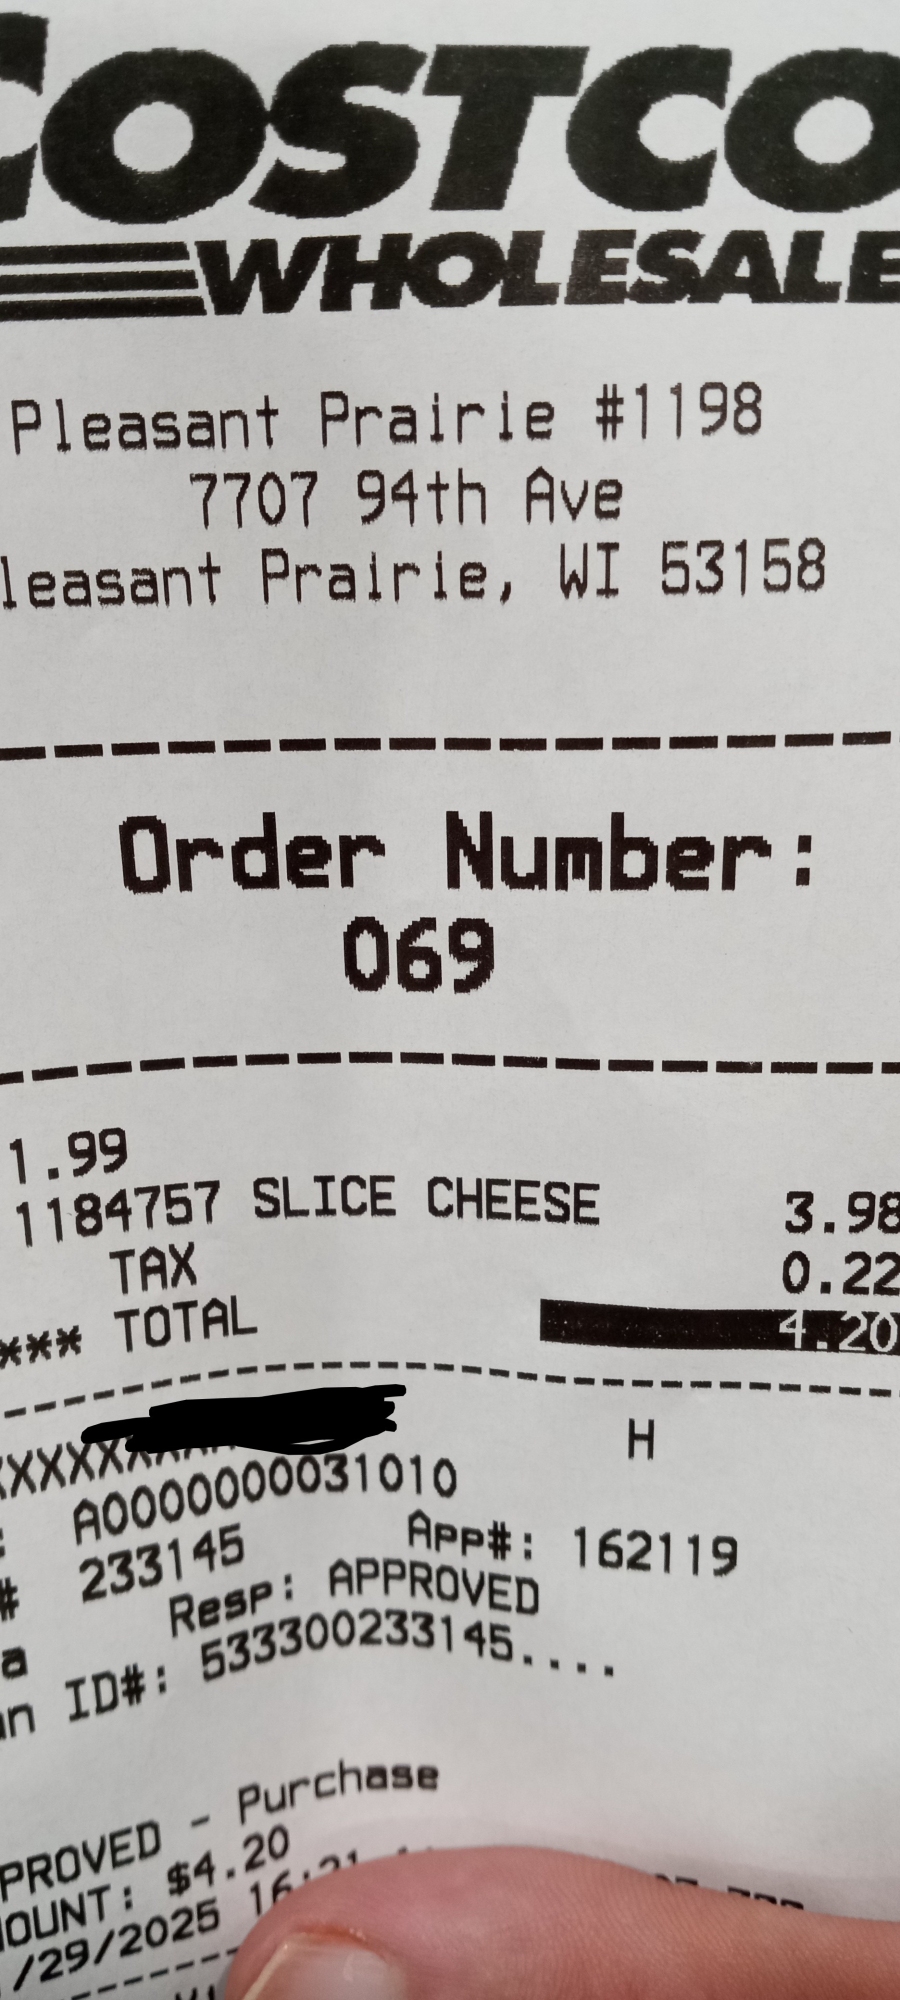 COSTCO
WHOLESALE
Pleasant Prairie #1198
7707 94th Ave
leasant Prairie, WI 53158
Order Number:
069
1.99
1184757 SLICE CHEESE 3.98
TAX 0.22
*** TOTAL 4.20
XXXXXXX H
: A0000000031010
# 233145 App#: 162119
a Resp: APPROVED
n ID#: 533300233145....
PROVED - Purchase
OUNT: $4.20
/29/2025